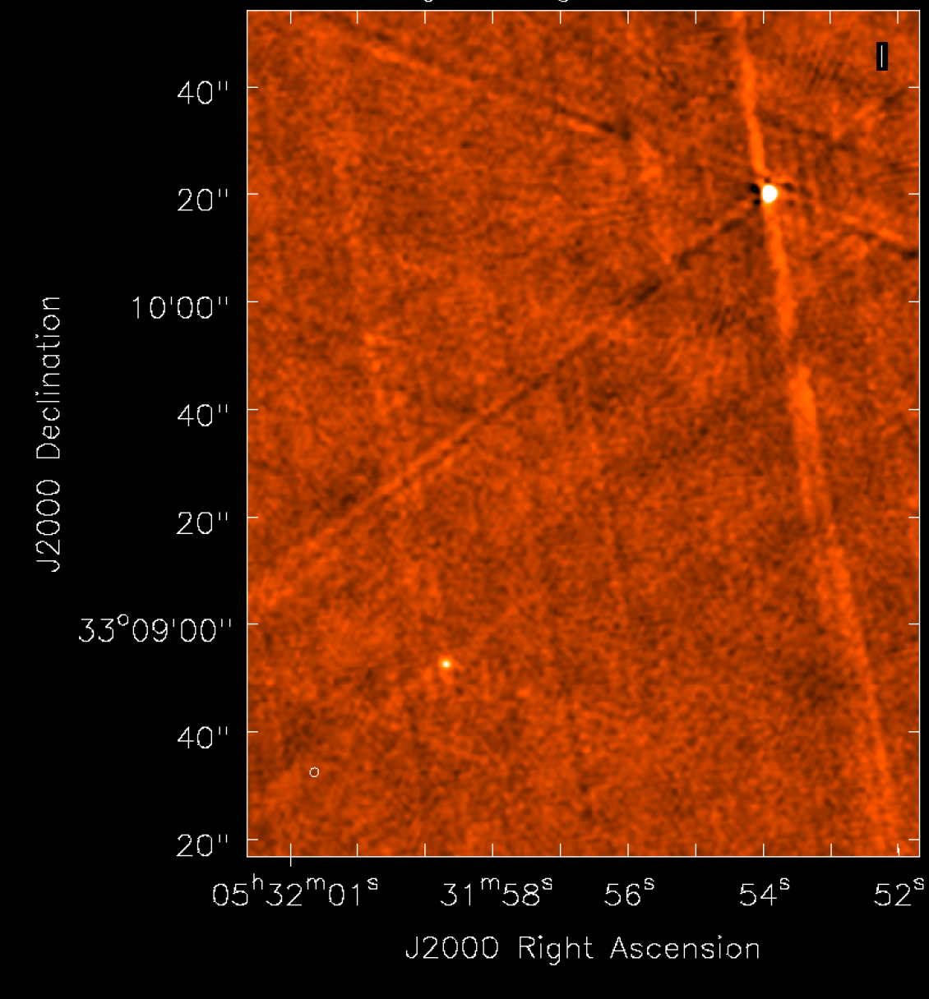 I
40"
20"
10'00"
40"
20"
33°09'00"
40"
20"
J2000 Declination
05ʰ32ᵐ01ˢ 31ᵐ58ˢ 56ˢ 54ˢ 52ˢ
J2000 Right Ascension